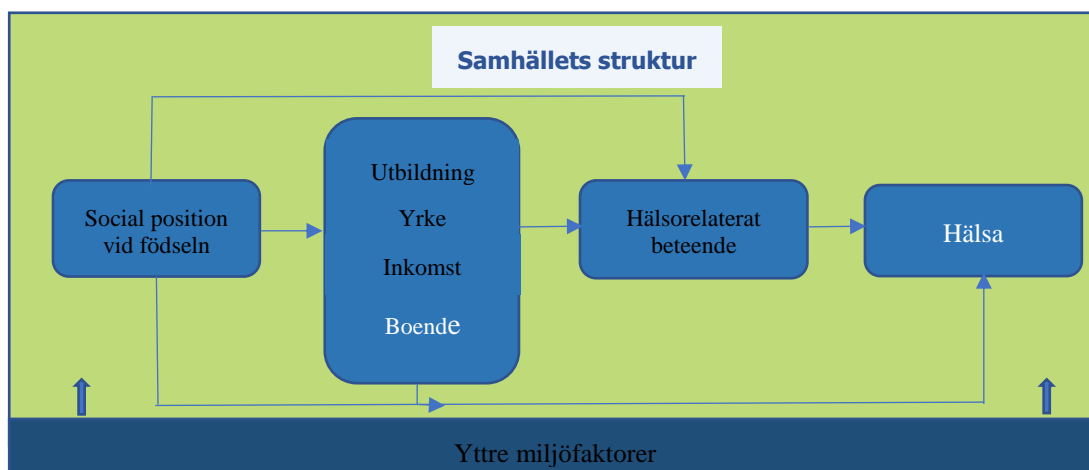 Samhällets struktur
Social position
vid födseln
Utbildning
Yrke
Inkomst
Boende
Hälsorelaterat
beteende
Hälsa
Yttre miljöfaktorer